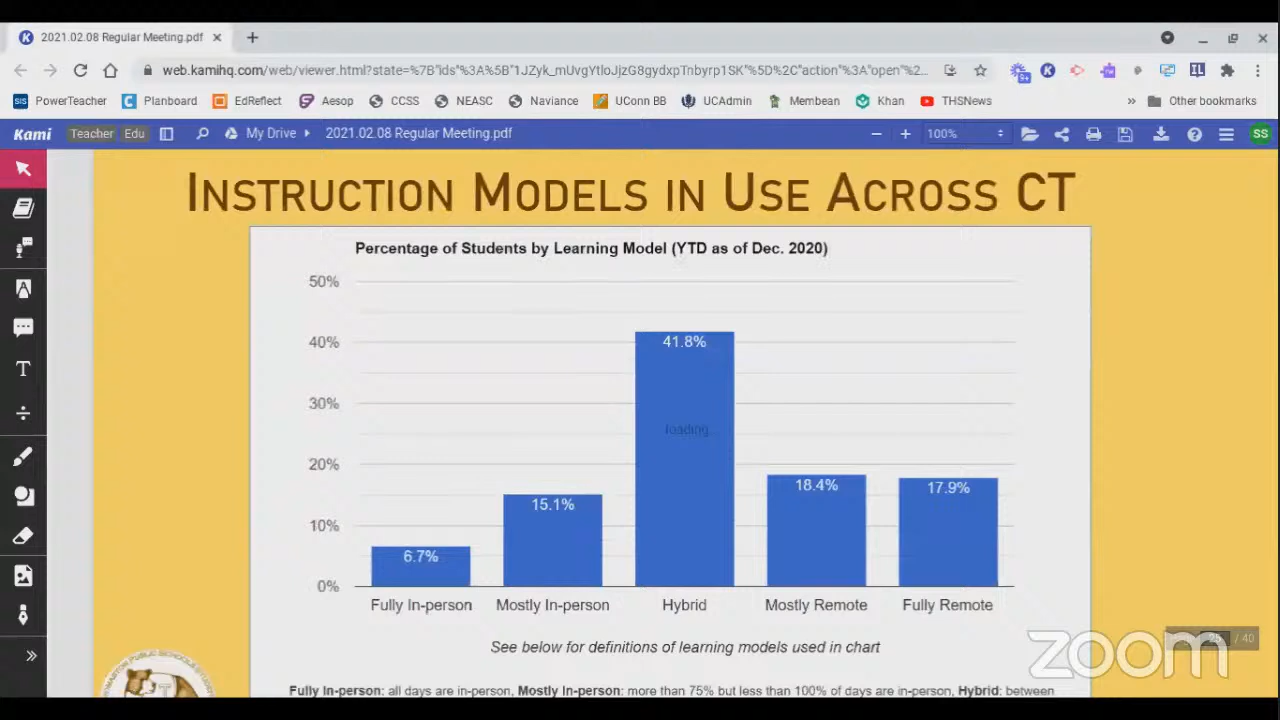 2021.02.08 Regular Meeting.pdf
web.kamihq.com/web/viewer.html?state=%7B"ids"%3A%5B"1JZyk_mUvgYtloJjzG8gydxpTnbyrp1SK"%5D%2C"action"%3A"open"%2...
SIS PowerTeacher Planboard EdReflect Aesop CCSS NEASC Naviance UConn BB UCAdmin Membean Khan THSNews » Other bookmarks
Kami Teacher Edu My Drive 2021.02.08 Regular Meeting.pdf 100% SS
INSTRUCTION MODELS IN USE ACROSS CT
Percentage of Students by Learning Model (YTD as of Dec. 2020)
50%
40%
30%
20%
10%
0%
41.8%
loading
18.4%
17.9%
15.1%
6.7%
Fully In-person Mostly In-person Hybrid Mostly Remote Fully Remote
See below for definitions of learning models used in chart
Fully In-person: all days are in-person, Mostly In-person: more than 75% but less than 100% of days are in-person, Hybrid: between
25 / 40
zoom